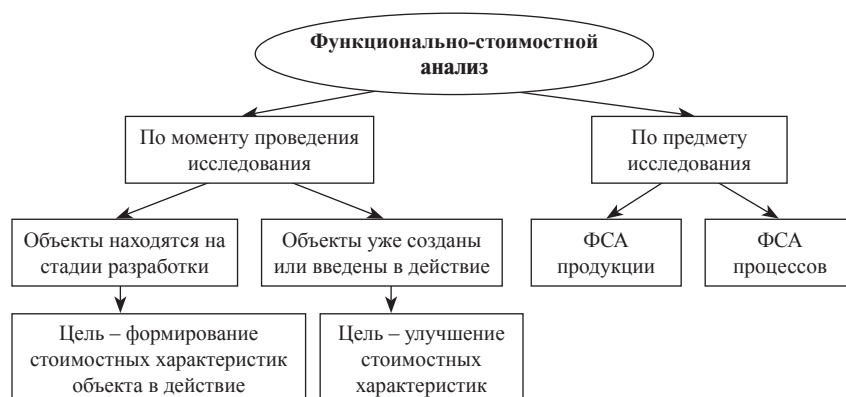 Функционально-стоимостной
анализ
По моменту проведения
исследования
По предмету
исследования
Объекты находятся на
стадии разработки
Объекты уже созданы
или введены в действие
ФСА
продукции
ФСА
процессов
Цель – формирование
стоимостных характеристик
объекта в действие
Цель – улучшение
стоимостных
характеристик